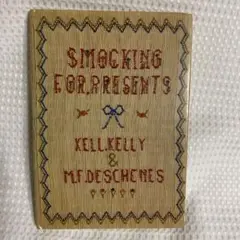 SMOCKING
FOR PRESENTS
KELL.KELLY
&
M.F. DESCHENES